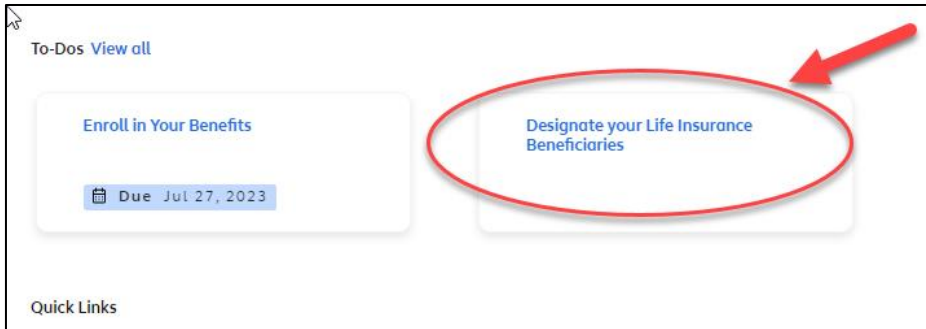 To-Dos View all
Enroll in Your Benefits
Due Jul 27, 2023
Designate your Life Insurance
Beneficiaries
Quick Links